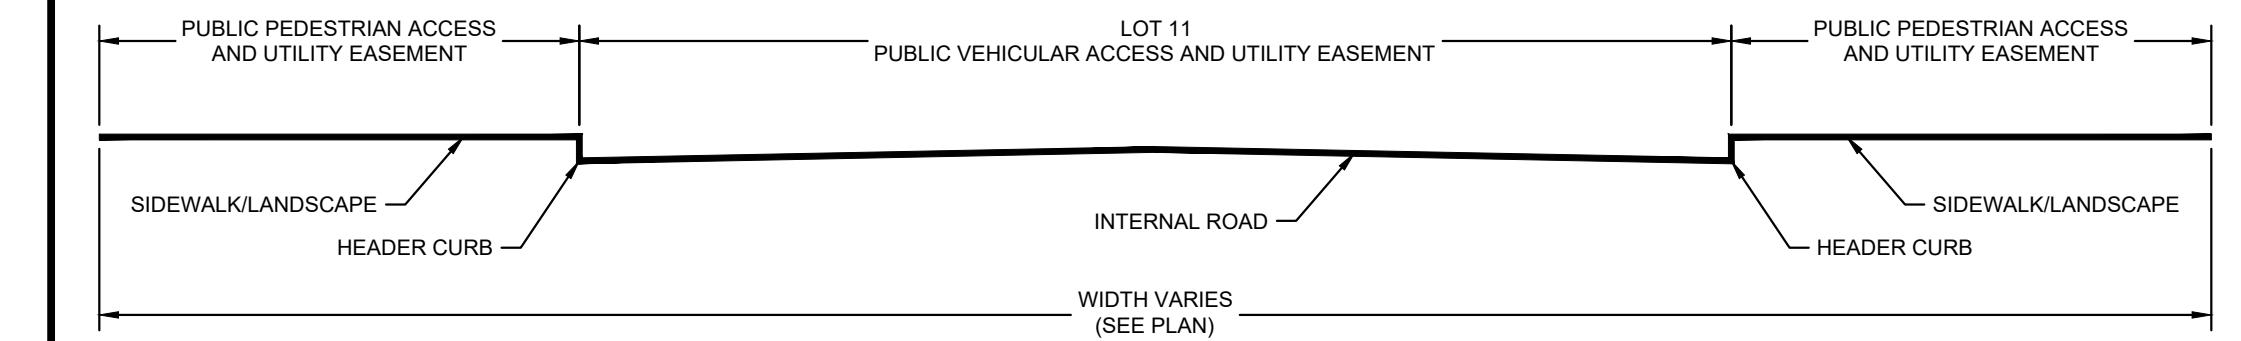 PUBLIC PEDESTRIAN ACCESS
AND UTILITY EASEMENT
LOT 11
PUBLIC VEHICULAR ACCESS AND UTILITY EASEMENT
PUBLIC PEDESTRIAN ACCESS
AND UTILITY EASEMENT
SIDEWALK/LANDSCAPE
HEADER CURB
INTERNAL ROAD
SIDEWALK/LANDSCAPE
HEADER CURB
WIDTH VARIES
(SEE PLAN)